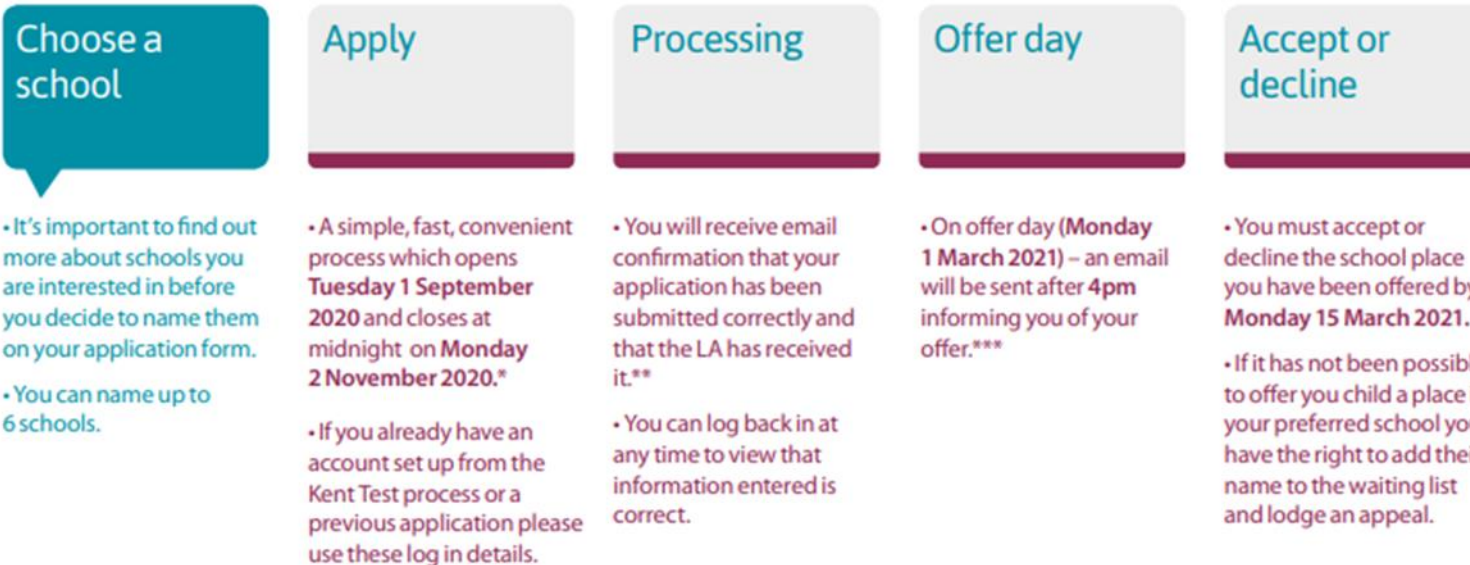 Choose a
school
• It's important to find out
more about schools you
are interested in before
you decide to name them
on your application form.
• You can name up to
6 schools.
Apply
• A simple, fast, convenient
process which opens
Tuesday 1 September
2020 and closes at
midnight on Monday
2 November 2020.*
• If you already have an
account set up from the
Kent Test process or a
previous application please
use these log in details.
Processing
• You will receive email
confirmation that your
application has been
submitted correctly and
that the LA has received
it.**
• You can log back in at
any time to view that
information entered is
correct.
Offer day
• On offer day (Monday
1 March 2021) – an email
will be sent after 4pm
informing you of your
offer.***
Accept or
decline
• You must accept or
decline the school place
you have been offered by
Monday 15 March 2021.
• If it has not been possibl
to offer you child a place
your preferred school yo
have the right to add thei
name to the waiting list
and lodge an appeal.